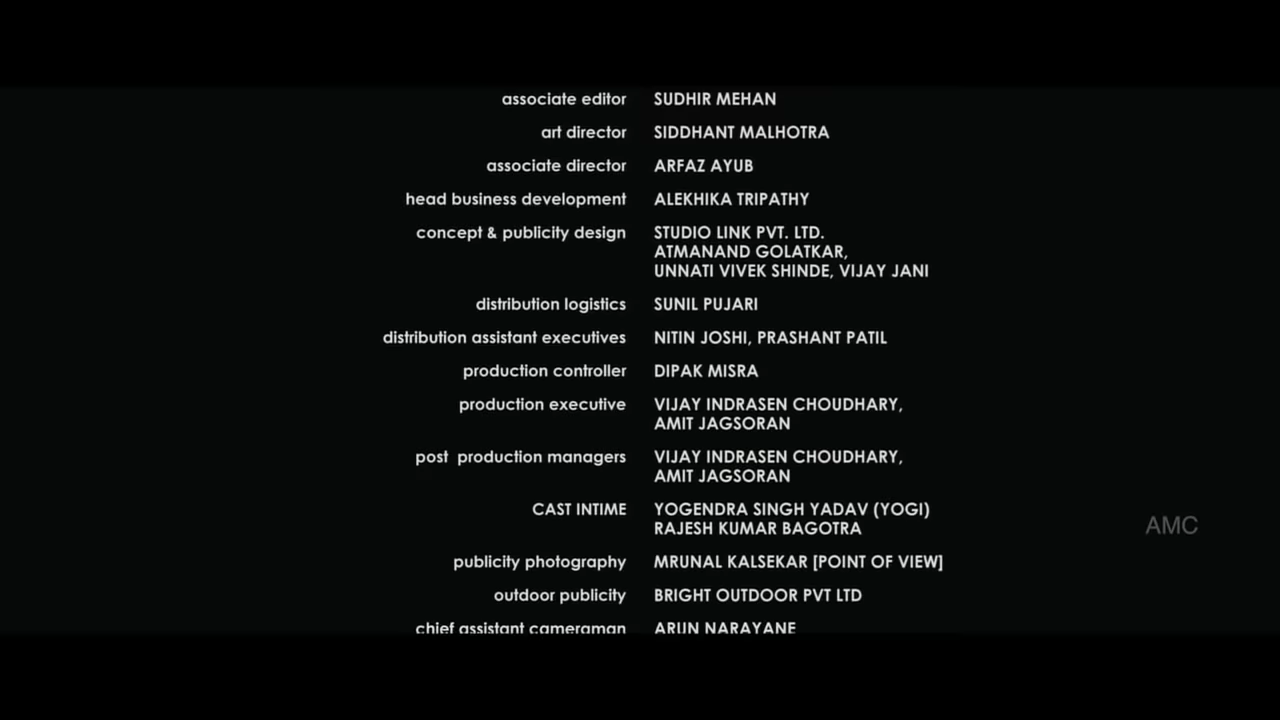 associate editor SUDHIR MEHAN
art director SIDDHANT MALHOTRA
associate director ARFAZ AYUB
head business development ALEKHIKA TRIPATHY
concept & publicity design STUDIO LINK PVT. LTD.
ATMANAND GOLATKAR,
UNNATI VIVEK SHINDE, VIJAY JANI
distribution logistics SUNIL PUJARI
distribution assistant executives NITIN JOSHI, PRASHANT PATIL
production controller DIPAK MISRA
production executive VIJAY INDRASEN CHOUDHARY,
AMIT JAGSORAN
post production managers VIJAY INDRASEN CHOUDHARY,
AMIT JAGSORAN
CAST INTIME YOGENDRA SINGH YADAV (YOGI)
RAJESH KUMAR BAGOTRA
AMC
publicity photography MRUNAL KALSEKAR [POINT OF VIEW]
outdoor publicity BRIGHT OUTDOOR PVT LTD
chief assistant cameraman NARAYANE